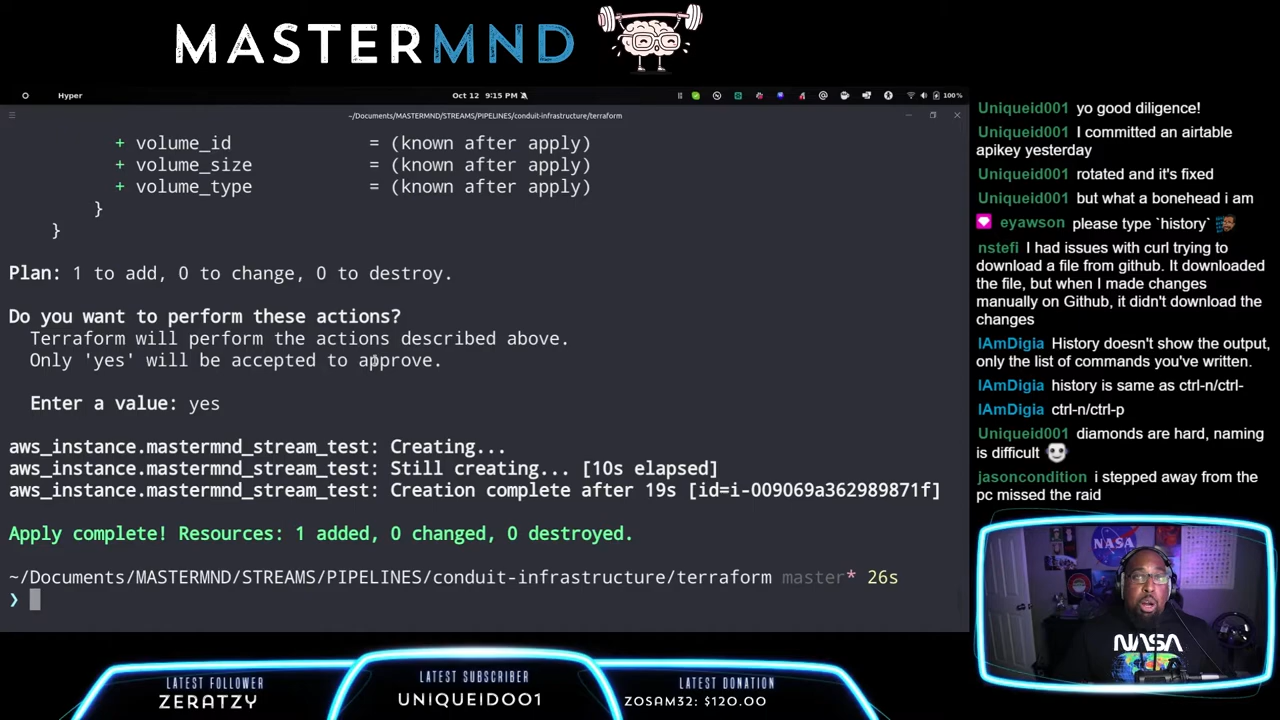 MASTERMND
Hyper
Oct 12 9:15 PM
100%
~/Documents/MASTERMND/STREAMS/PIPELINES/conduit-infrastructure/terraform
+ volume_id = (known after apply)
+ volume_size = (known after apply)
+ volume_type = (known after apply)
}
}
Plan: 1 to add, 0 to change, 0 to destroy.
Do you want to perform these actions?
Terraform will perform the actions described above.
Only 'yes' will be accepted to approve.
Enter a value: yes
aws_instance.mastermnd_stream_test: Creating...
aws_instance.mastermnd_stream_test: Still creating... [10s elapsed]
aws_instance.mastermnd_stream_test: Creation complete after 19s [id=i-009069a362989871f]
Apply complete! Resources: 1 added, 0 changed, 0 destroyed.
~/Documents/MASTERMND/STREAMS/PIPELINES/conduit-infrastructure/terraform master* 26s
❯
Uniqueid001 yo good diligence!
Uniqueid001 I committed an airtable
apikey yesterday
Uniqueid001 rotated and it's fixed
Uniqueid001 but what a bonehead i am
eyawson please type `history`
nstefi I had issues with curl trying to
download a file from github. It downloaded
the file, but when I made changes
manually on Github, it didn't download the
changes
IAmDigia History doesn't show the output,
only the list of commands you've written.
IAmDigia history is same as ctrl-n/ctrl-
IAmDigia ctrl-n/ctrl-p
Uniqueid001 diamonds are hard, naming
is difficult
jasoncondition i stepped away from the
pc missed the raid
NASA
NASA
LATEST FOLLOWER
ZERATZY
LATEST SUBSCRIBER
UNIQUEID001
LATEST DONATION
ZOSAM32: $120.00